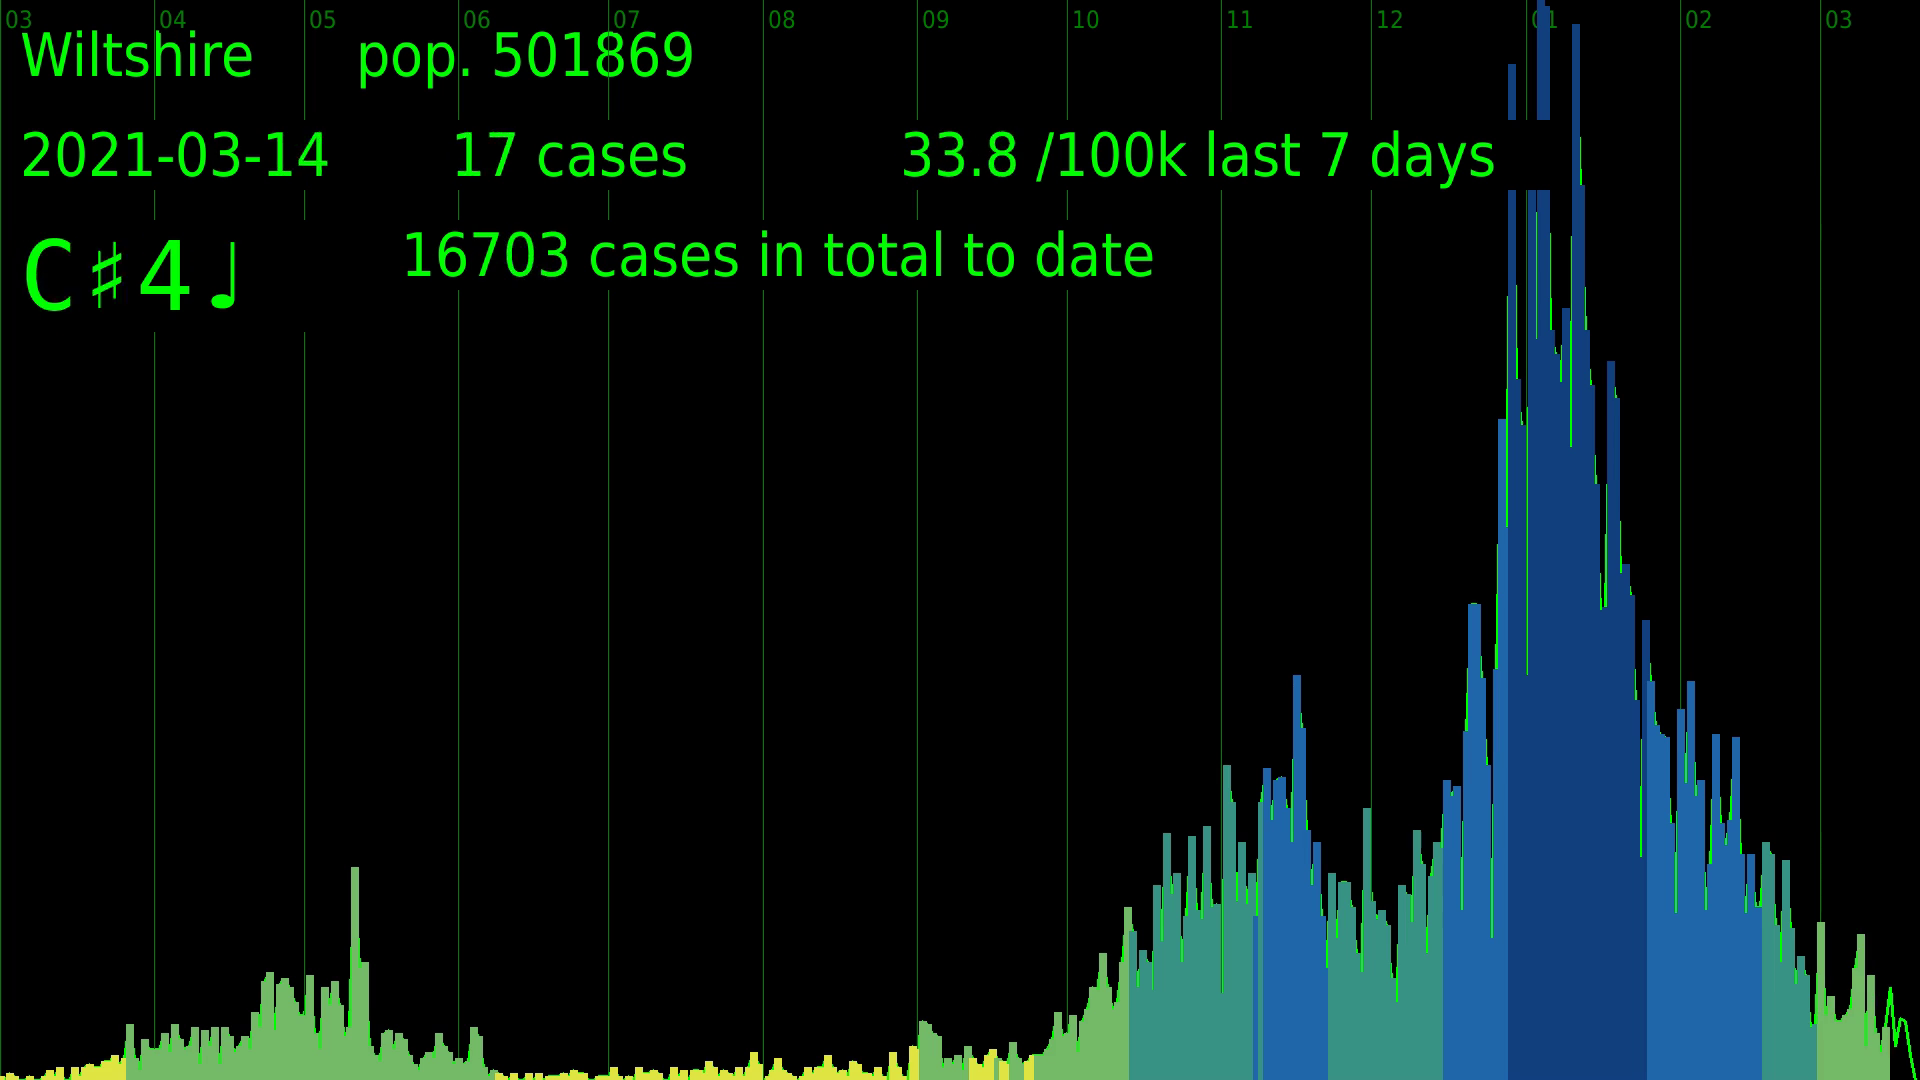 03 04 05 06 07 08 09 10 11 12 01 02 03
Wiltshire pop. 501869
2021-03-14 17 cases 33.8 /100k last 7 days
C♯4♩ 16703 cases in total to date